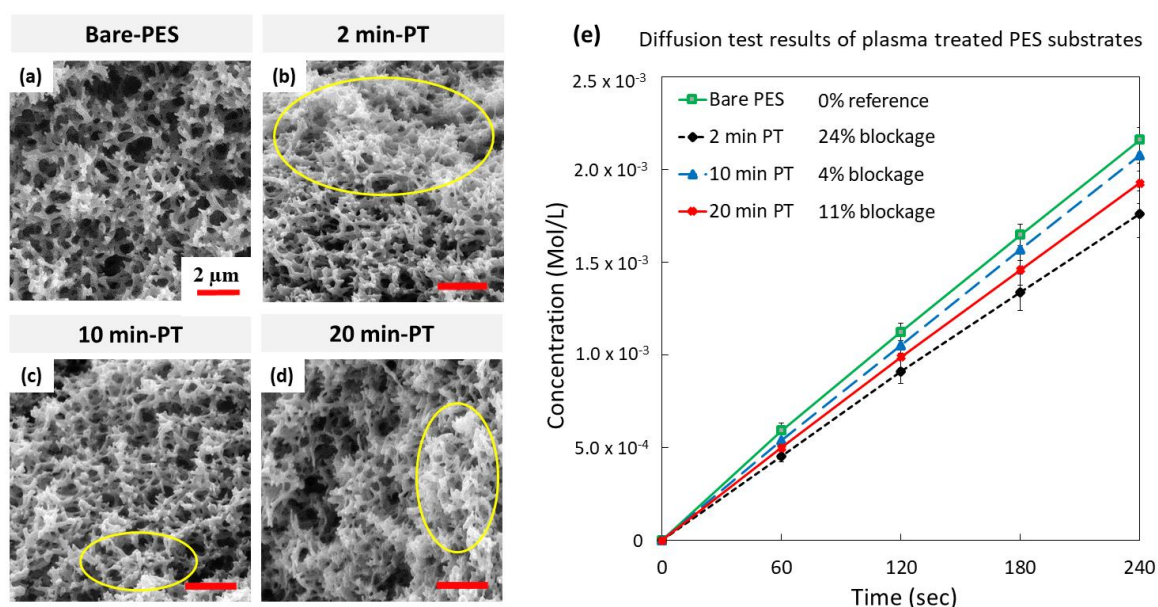 Bare-PES
2 min-PT
(a)
(b)
2 µm
10 min-PT
20 min-PT
(c)
(d)
(e) Diffusion test results of plasma treated PES substrates
Concentration (Mol/L)
2.5 x 10⁻³
2.0 x 10⁻³
1.5 x 10⁻³
1.0 x 10⁻³
5.0 x 10⁻⁴
0
Bare PES 0% reference
2 min PT 24% blockage
10 min PT 4% blockage
20 min PT 11% blockage
0 60 120 180 240
Time (sec)